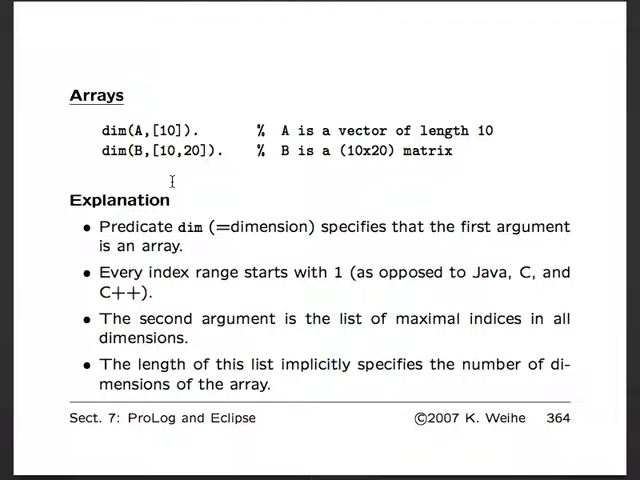 Arrays
dim(A,[10]). % A is a vector of length 10
dim(B,[10,20]). % B is a (10x20) matrix
Explanation
• Predicate dim (=dimension) specifies that the first argument
is an array.
• Every index range starts with 1 (as opposed to Java, C, and
C++).
• The second argument is the list of maximal indices in all
dimensions.
• The length of this list implicitly specifies the number of di-
mensions of the array.
Sect. 7: ProLog and Eclipse ©2007 K. Weihe 364